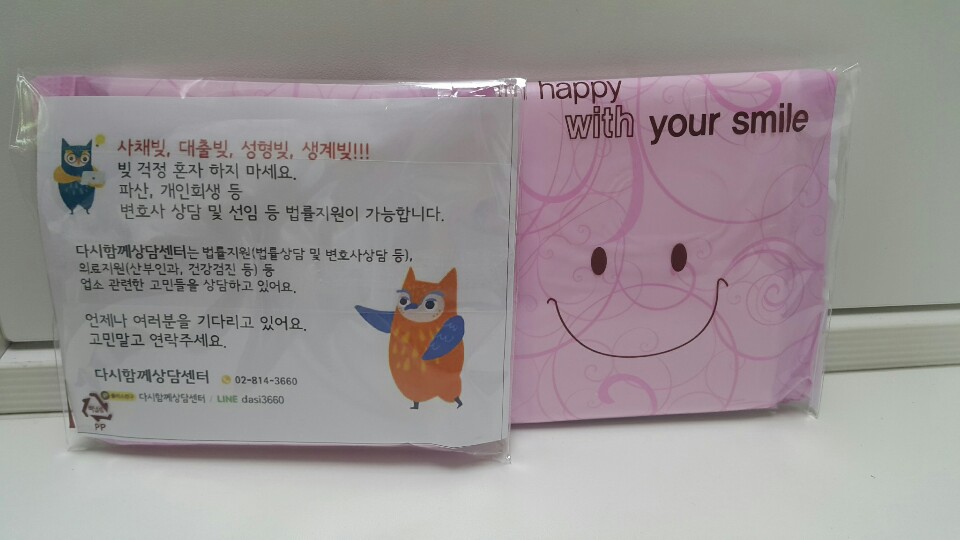 사채빚, 대출빚, 성형빚, 생계빚!!!
빚 걱정 혼자 하지 마세요.
파산, 개인회생 등
변호사 상담 및 선임 등 법률지원이 가능합니다.
다시함께상담센터는 법률지원(법률상담 및 변호사상담 등),
의료지원(산부인과, 건강검진 등) 등
업소 관련한 고민들을 상담하고 있어요.
언제나 여러분을 기다리고 있어요.
고민말고 연락주세요.
다시함께상담센터 02-814-3660
다시함께상담센터 LINE dasi3660
PP
happy
with your smile